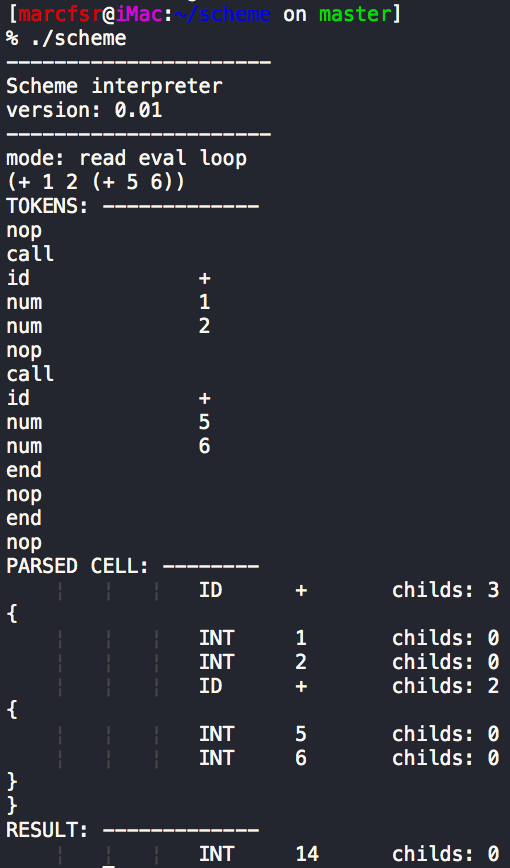 [marcfsr@iMac:~/scheme on master]
% ./scheme
----------------------
Scheme interpreter
version: 0.01
----------------------
mode: read eval loop
(+ 1 2 (+ 5 6))
TOKENS: -------------
nop
call
id +
num 1
num 2
nop
call
id +
num 5
num 6
end
nop
end
nop
PARSED CELL: --------
¦ ¦ ¦ ID + childs: 3
{
¦ ¦ ¦ INT 1 childs: 0
¦ ¦ ¦ INT 2 childs: 0
¦ ¦ ¦ ID + childs: 2
{
¦ ¦ ¦ INT 5 childs: 0
¦ ¦ ¦ INT 6 childs: 0
}
}
RESULT: -------------
¦ ¦ ¦ INT 14 childs: 0